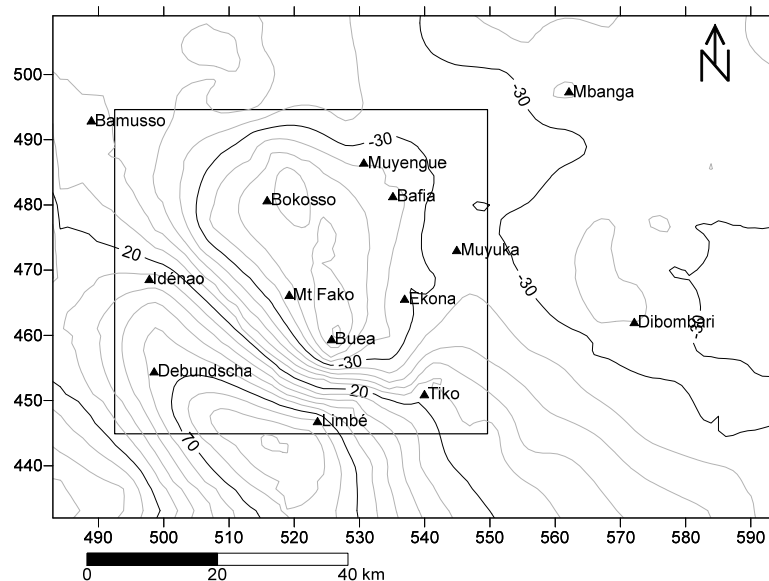 N
500
-30
Mbanga
Bamusso
490
-30
Muyengue
480
Bokosso
Bafia
20
Muyuka
470
Idénao
-30
Mt Fako
Ekona
460
Buea
Dibombari
-30
-30
Debundscha
450
20
Tiko
Limbé
70
440
490 500 510 520 530 540 550 560 570 580 590
0 20 40 km